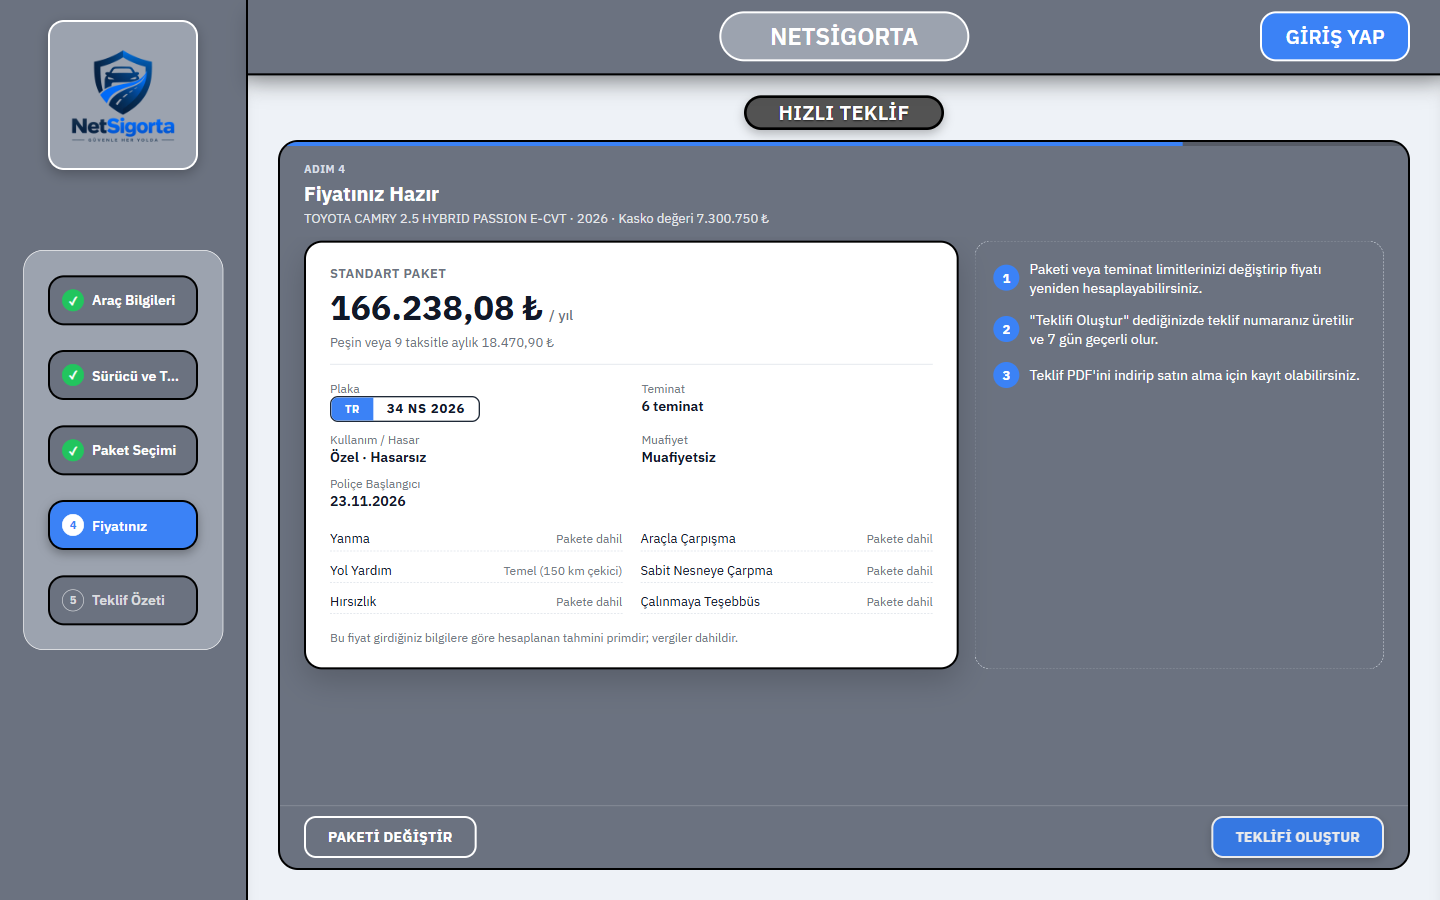 NetSigorta
GÜVENLE HER YOLDA
NETSİGORTA
GİRİŞ YAP
HIZLI TEKLİF
Araç Bilgileri
Sürücü ve T...
Paket Seçimi
4 Fiyatınız
5 Teklif Özeti
ADIM 4
Fiyatınız Hazır
TOYOTA CAMRY 2.5 HYBRID PASSION E-CVT · 2026 · Kasko değeri 7.300.750 ₺
STANDART PAKET
166.238,08 ₺ / yıl
Peşin veya 9 taksitle aylık 18.470,90 ₺
Plaka
TR 34 NS 2026
Teminat
6 teminat
Kullanım / Hasar
Özel · Hasarsız
Muafiyet
Muafiyetsiz
Poliçe Başlangıcı
23.11.2026
Yanma Pakete dahil
Araçla Çarpışma Pakete dahil
Yol Yardım Temel (150 km çekici)
Sabit Nesneye Çarpma Pakete dahil
Hırsızlık Pakete dahil
Çalınmaya Teşebbüs Pakete dahil
Bu fiyat girdiğiniz bilgilere göre hesaplanan tahmini primdir; vergiler dahildir.
1 Paketi veya teminat limitlerinizi değiştirip fiyatı
yeniden hesaplayabilirsiniz.
2 "Teklifi Oluştur" dediğinizde teklif numaranız üretilir
ve 7 gün geçerli olur.
3 Teklif PDF'ini indirip satın alma için kayıt olabilirsiniz.
PAKETİ DEĞİŞTİR
TEKLİFİ OLUŞTUR